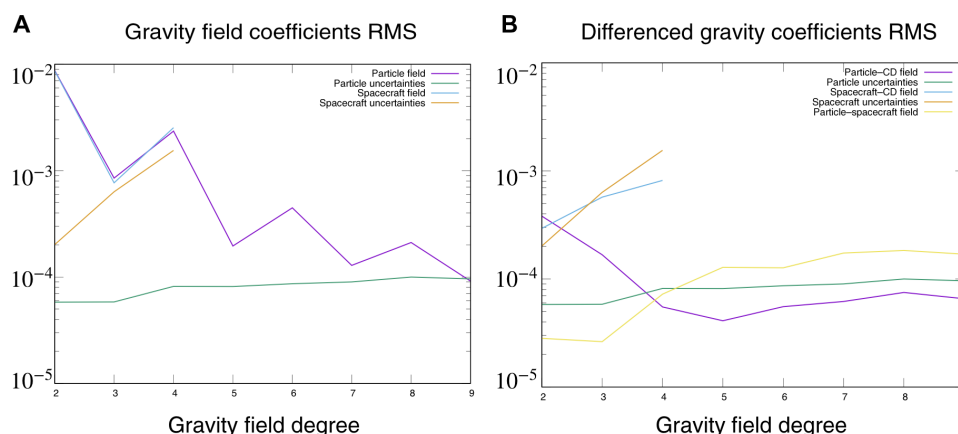 A
Gravity field coefficients RMS
10⁻²
10⁻³
10⁻⁴
10⁻⁵
Particle field
Particle uncertainties
Spacecraft field
Spacecraft uncertainties
2 3 4 5 6 7 8 9
Gravity field degree
B
Differenced gravity coefficients RMS
10⁻²
10⁻³
10⁻⁴
10⁻⁵
Particle–CD field
Particle uncertainties
Spacecraft–CD field
Spacecraft uncertainties
Particle–spacecraft field
2 3 4 5 6 7 8
Gravity field degree